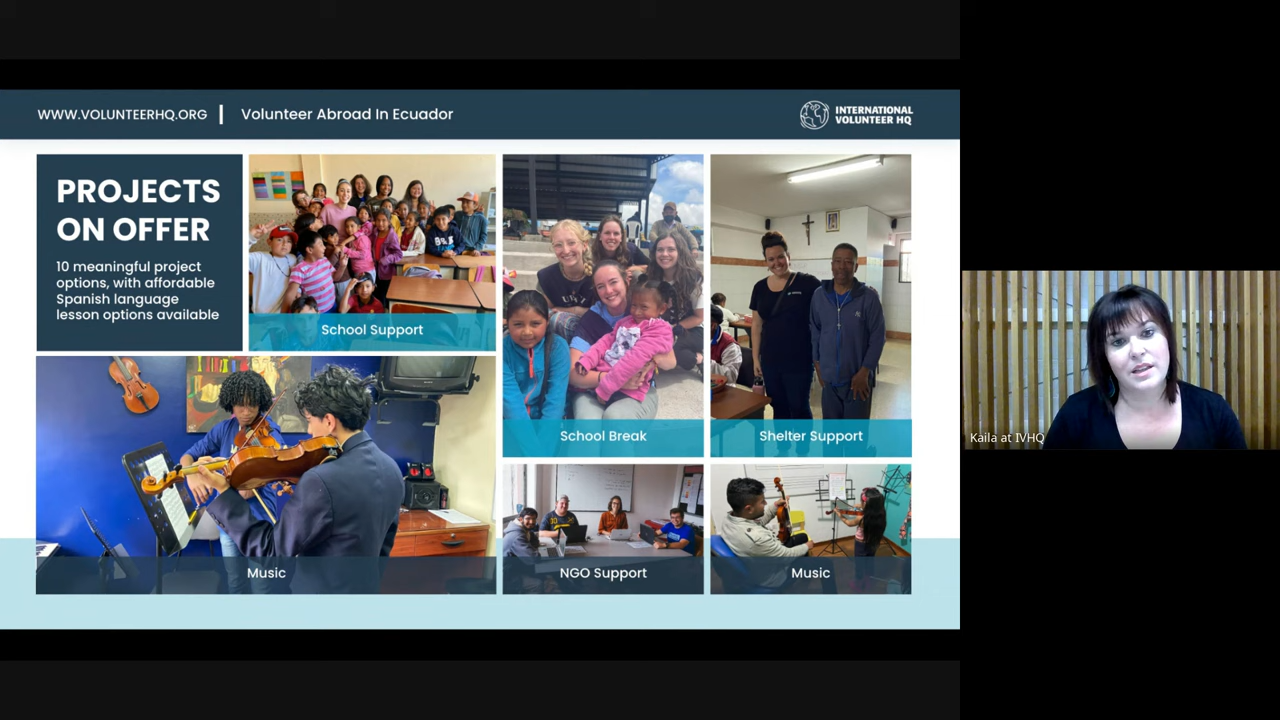 WWW.VOLUNTEERHQ.ORG | Volunteer Abroad In Ecuador
INTERNATIONAL
VOLUNTEER HQ
PROJECTS
ON OFFER
10 meaningful project
options, with affordable
Spanish language
lesson options available
School Support
School Break
Shelter Support
Music
NGO Support
Music
Kaila at IVHQ